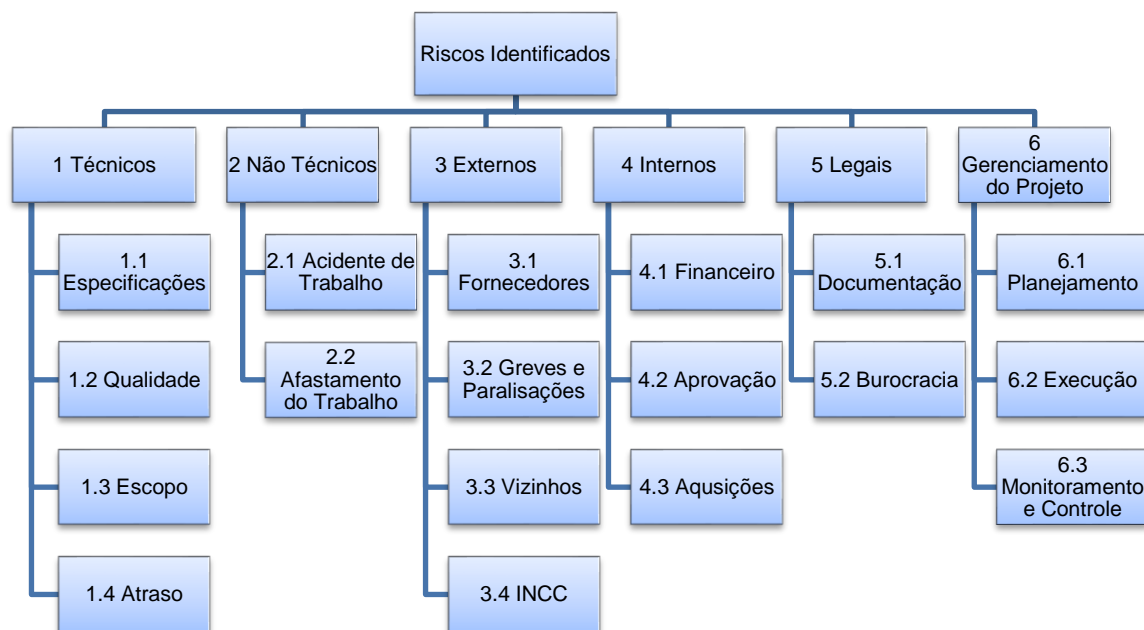 Riscos Identificados
1 Técnicos
2 Não Técnicos
3 Externos
4 Internos
5 Legais
6
Gerenciamento
do Projeto
1.1
Especificações
2.1 Acidente de
Trabalho
3.1
Fornecedores
4.1 Financeiro
5.1
Documentação
6.1
Planejamento
1.2 Qualidade
2.2
Afastamento
do Trabalho
3.2 Greves e
Paralisações
4.2 Aprovação
5.2 Burocracia
6.2 Execução
1.3 Escopo
3.3 Vizinhos
4.3 Aqusições
6.3
Monitoramento
e Controle
1.4 Atraso
3.4 INCC